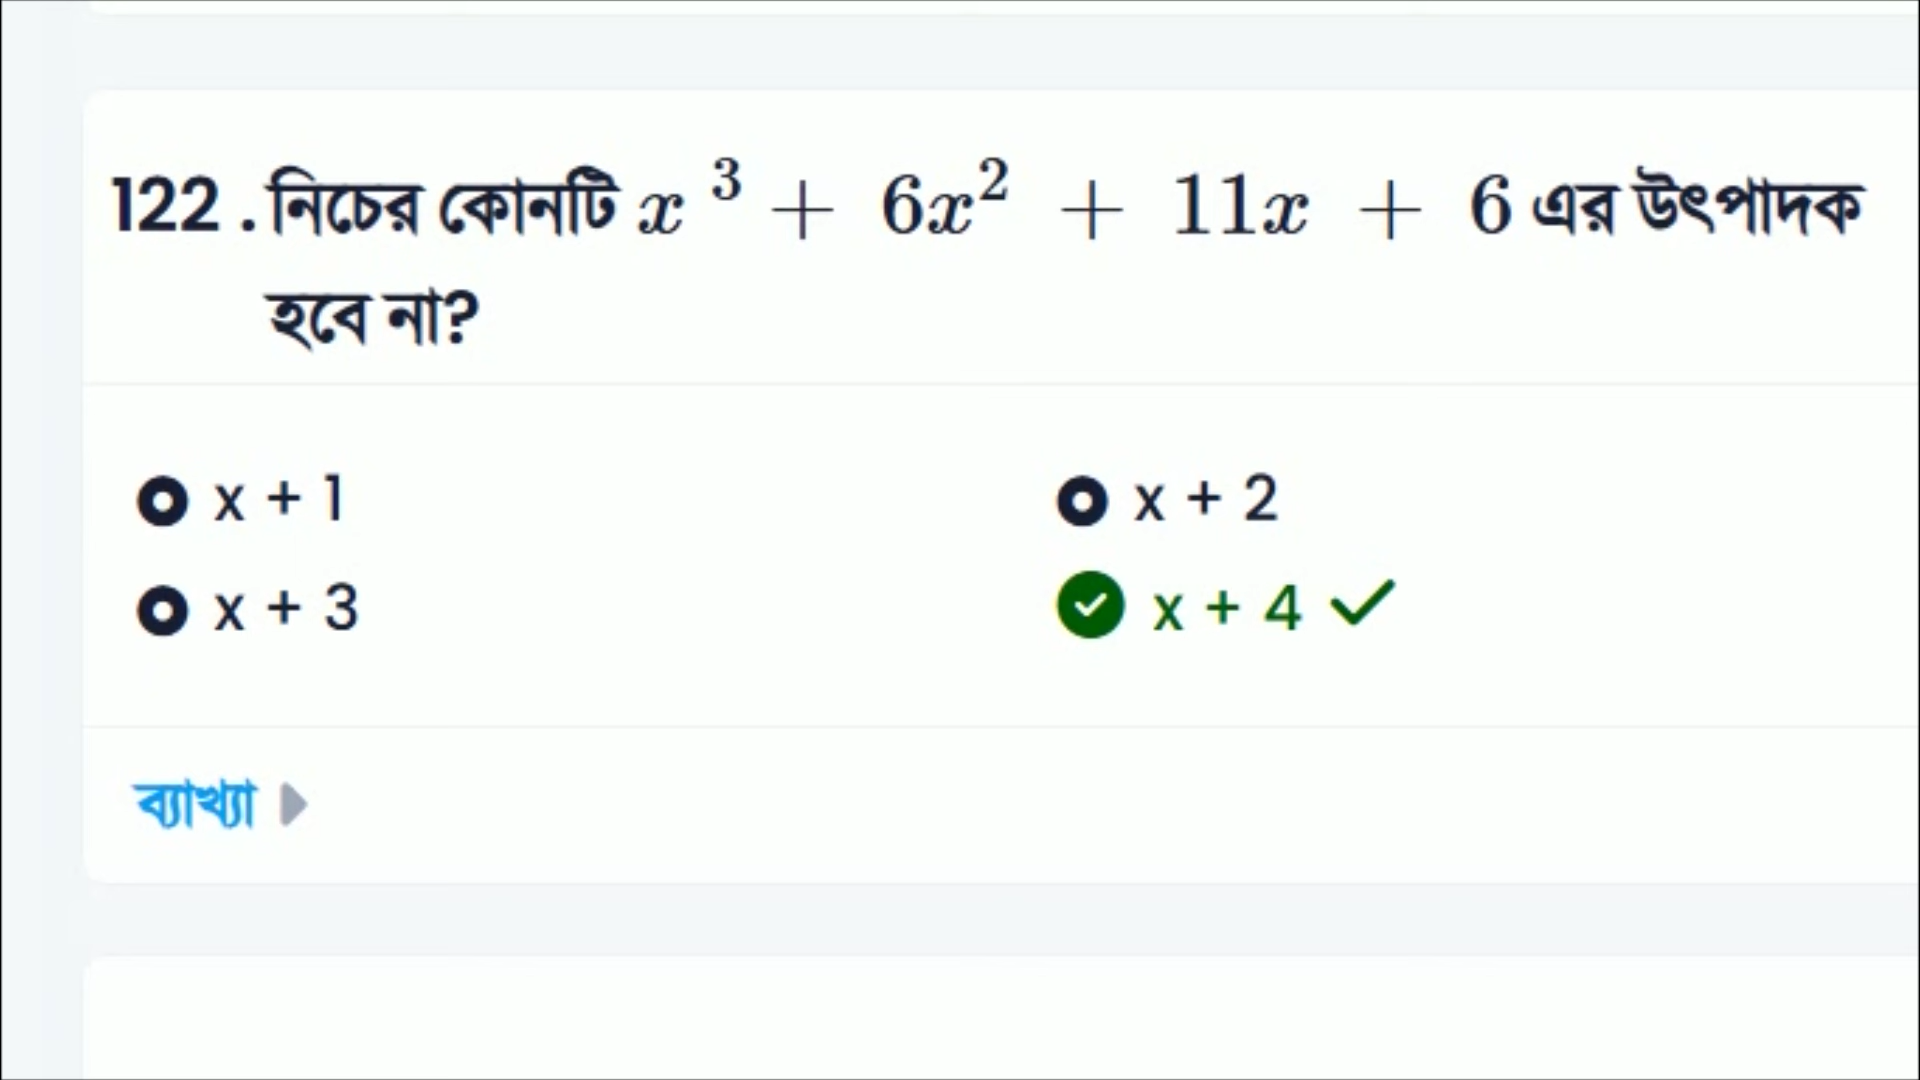 122 . নিচের কোনটি x³ + 6x² + 11x + 6 এর উৎপাদক
হবে না?
x + 1
x + 2
x + 3
x + 4
ব্যাখ্যা